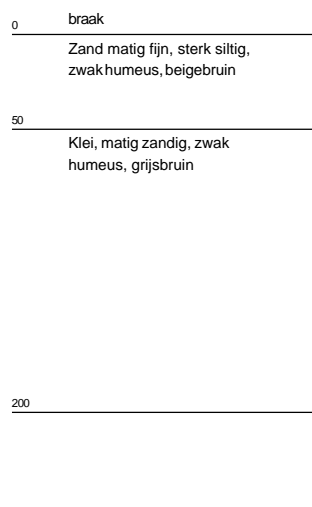 0 braak
Zand matig fijn, sterk siltig,
zwak humeus, beigebruin
50
Klei, matig zandig, zwak
humeus, grijsbruin
200